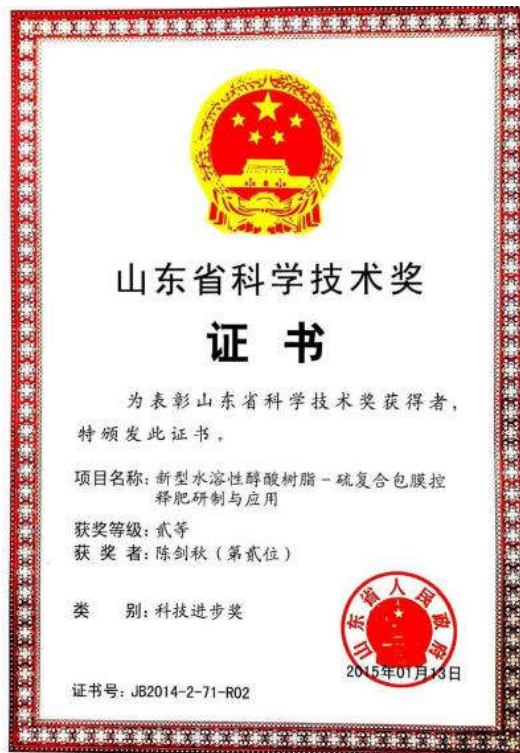 山东省科学技术奖
证书
为表彰山东省科学技术奖获得者，
特颁发此证书。
项目名称：新型水溶性醇酸树脂－硫复合包膜控
释肥研制与应用
获奖等级：贰等
获 奖 者：陈剑秋（第贰位）
类 别：科技进步奖
山东省人民政府
2015年01月13日
证书号：JB2014-2-71-R02